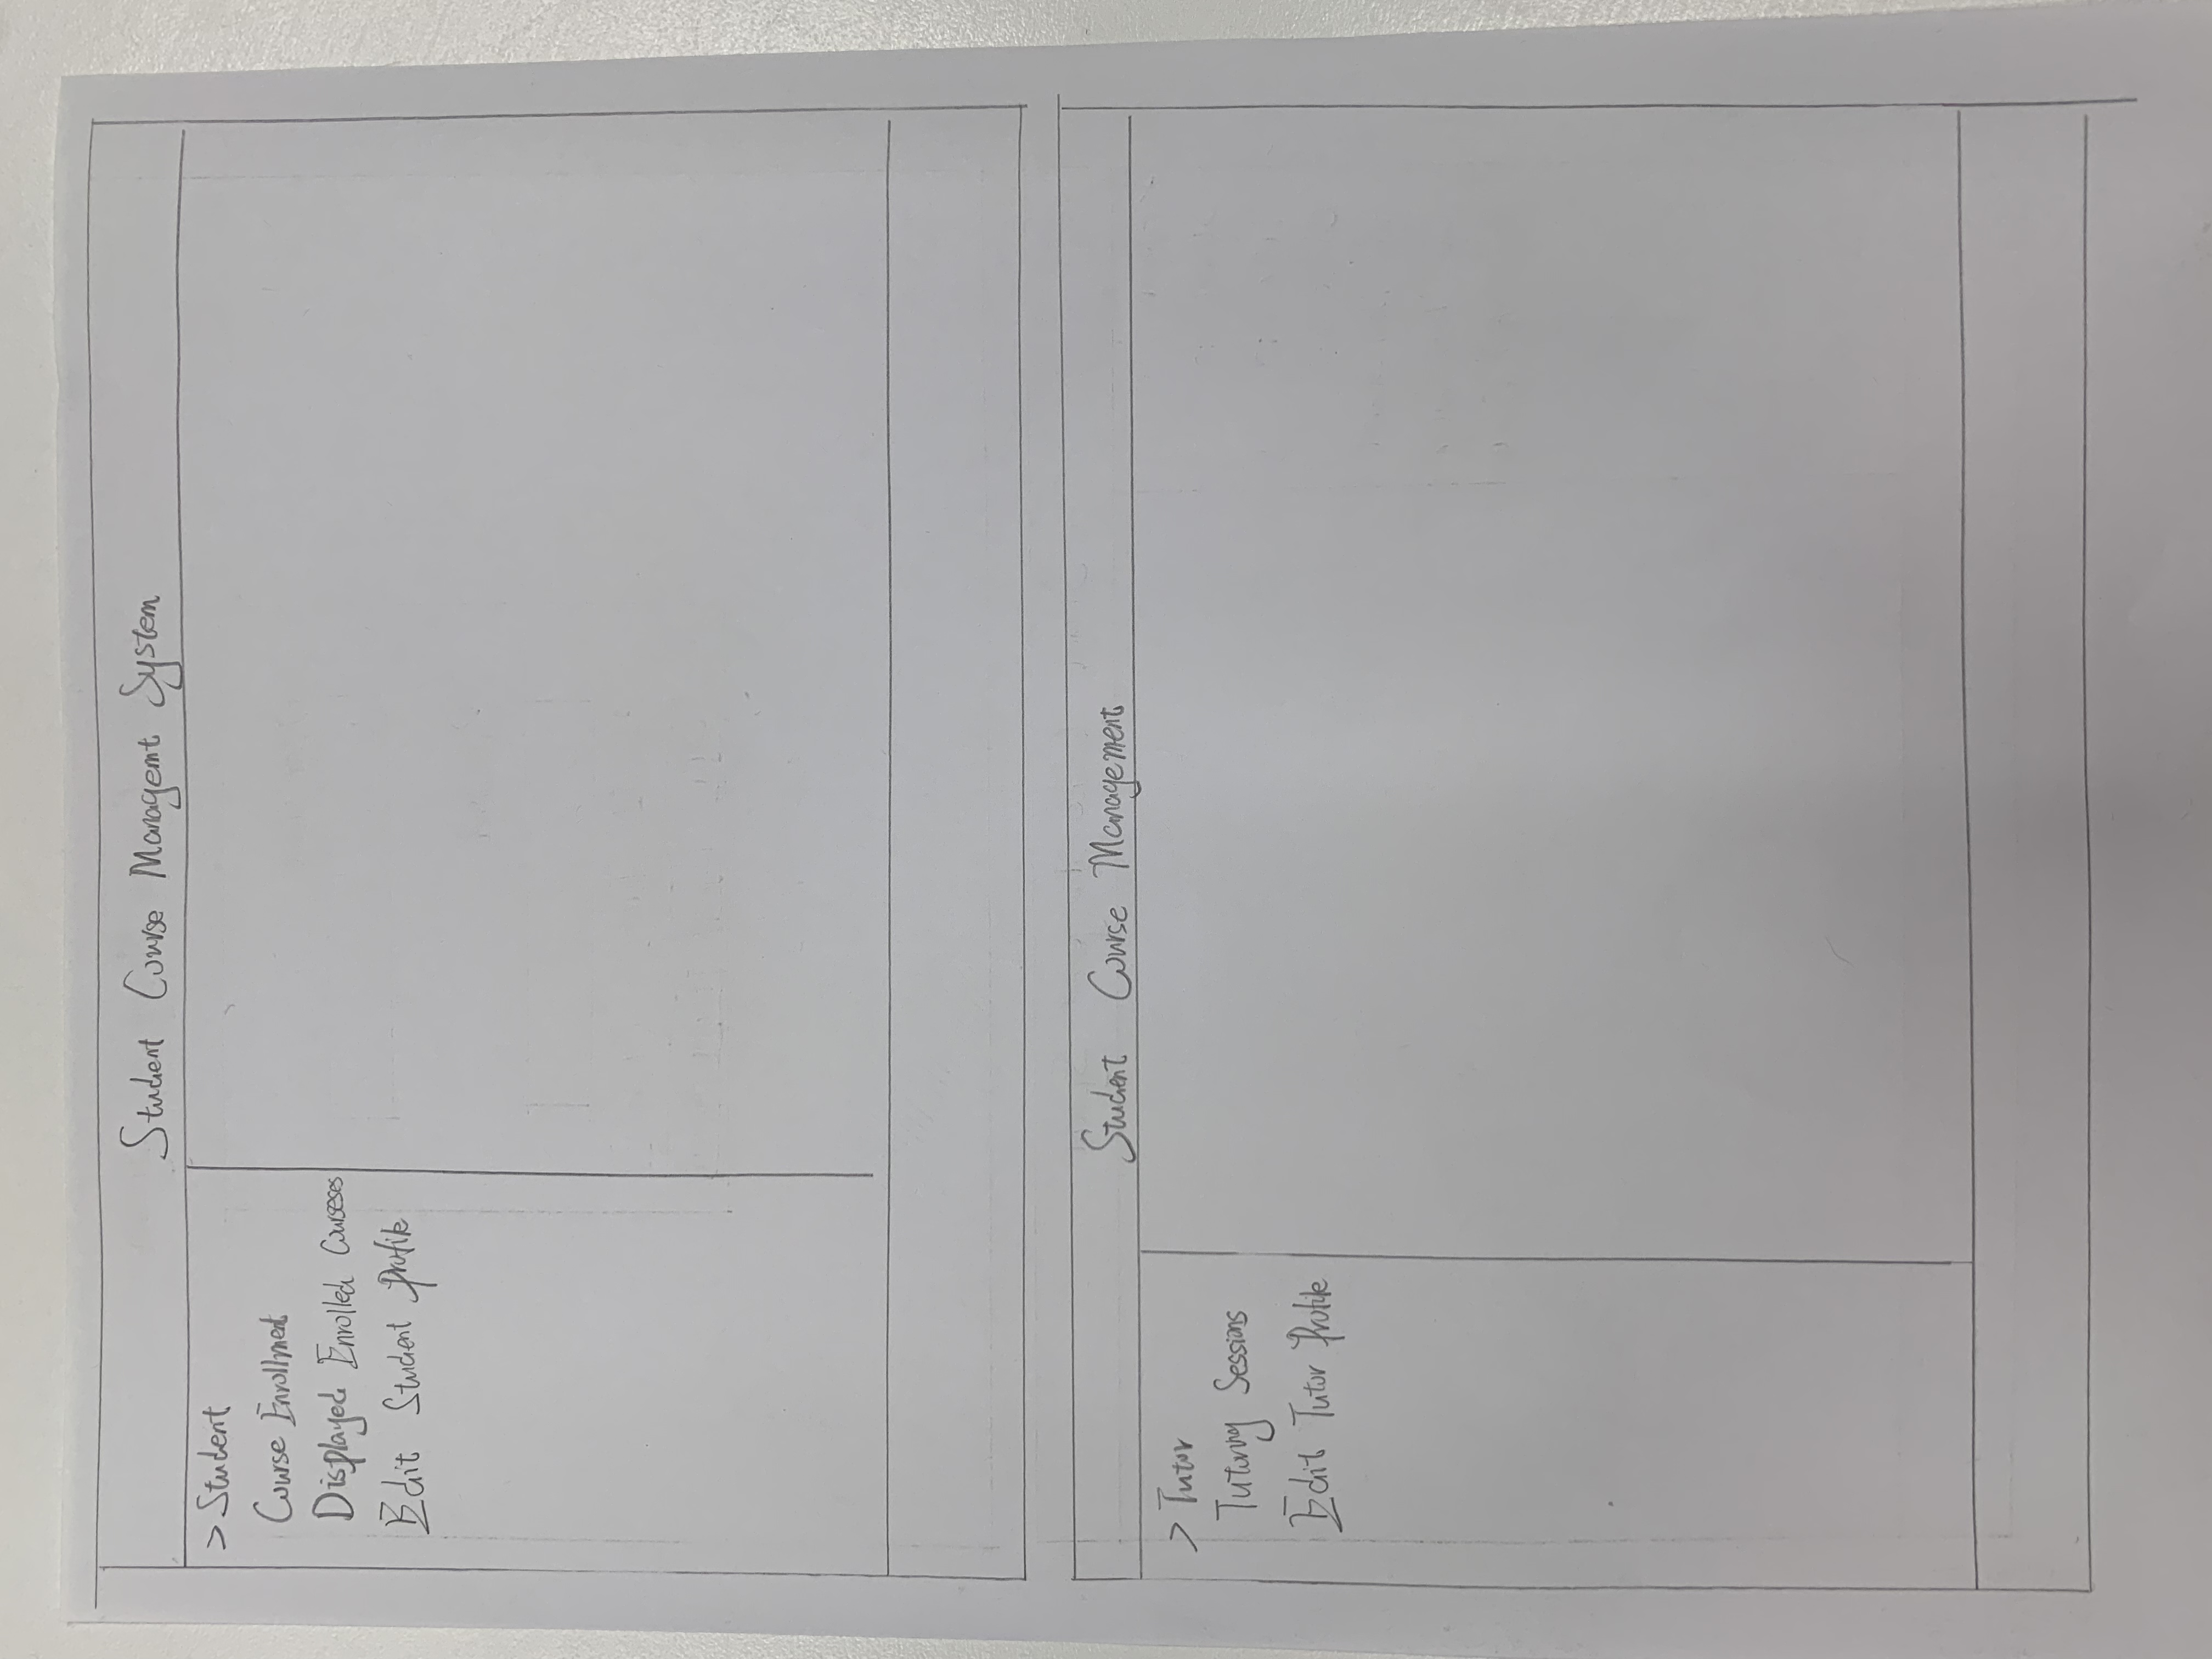 Student Course Managemt System
> Student
Course Enrollment
Displayed Enrolled Courseses
Edit Student Profile
Student Course Management
> Tutor
Tutoring Sessions
Edit Tutor Profile